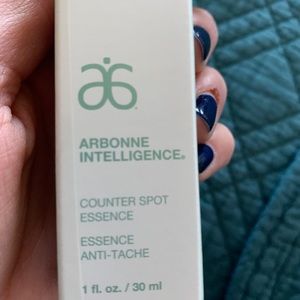 ARBONNE
INTELLIGENCE®
COUNTER SPOT
ESSENCE
ESSENCE
ANTI-TACHE
1 fl. oz. / 30 ml